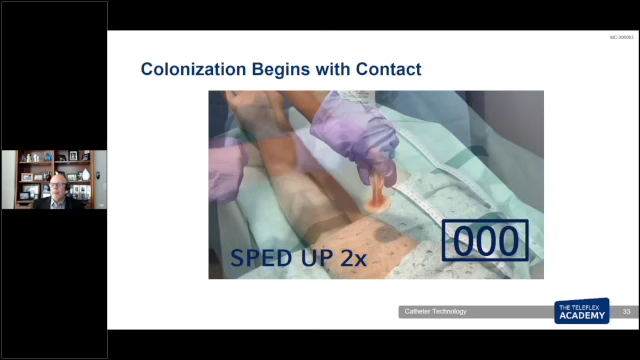 MC-008063
Colonization Begins with Contact
SPED UP 2x
000
Catheter Technology
THE TELEFLEX
ACADEMY
33